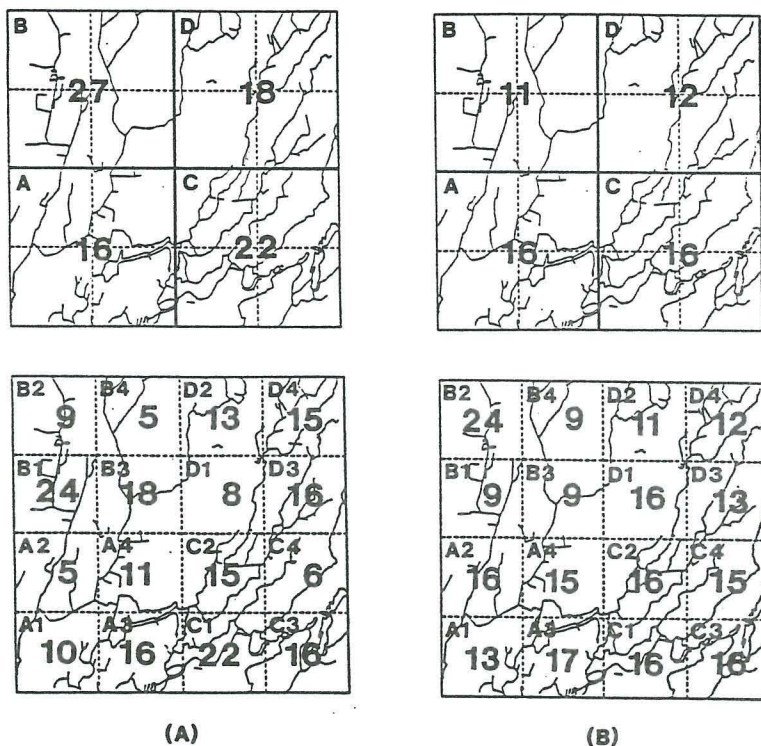 B D B D
27 18 11 12
A C A C
16 22 16 16
B2 B4 D2 D4 B2 B4 D2 D4
9 5 13 15 24 9 11 12
B1 B3 D1 D3 B1 B3 D1 D3
24 18 8 16 9 9 16 13
A2 A4 C2 C4 A2 A4 C2 C4
5 11 15 6 16 15 16 15
A1 A3 C1 C3 A1 A3 C1 C3
10 16 22 16 13 17 16 16
(A) (B)